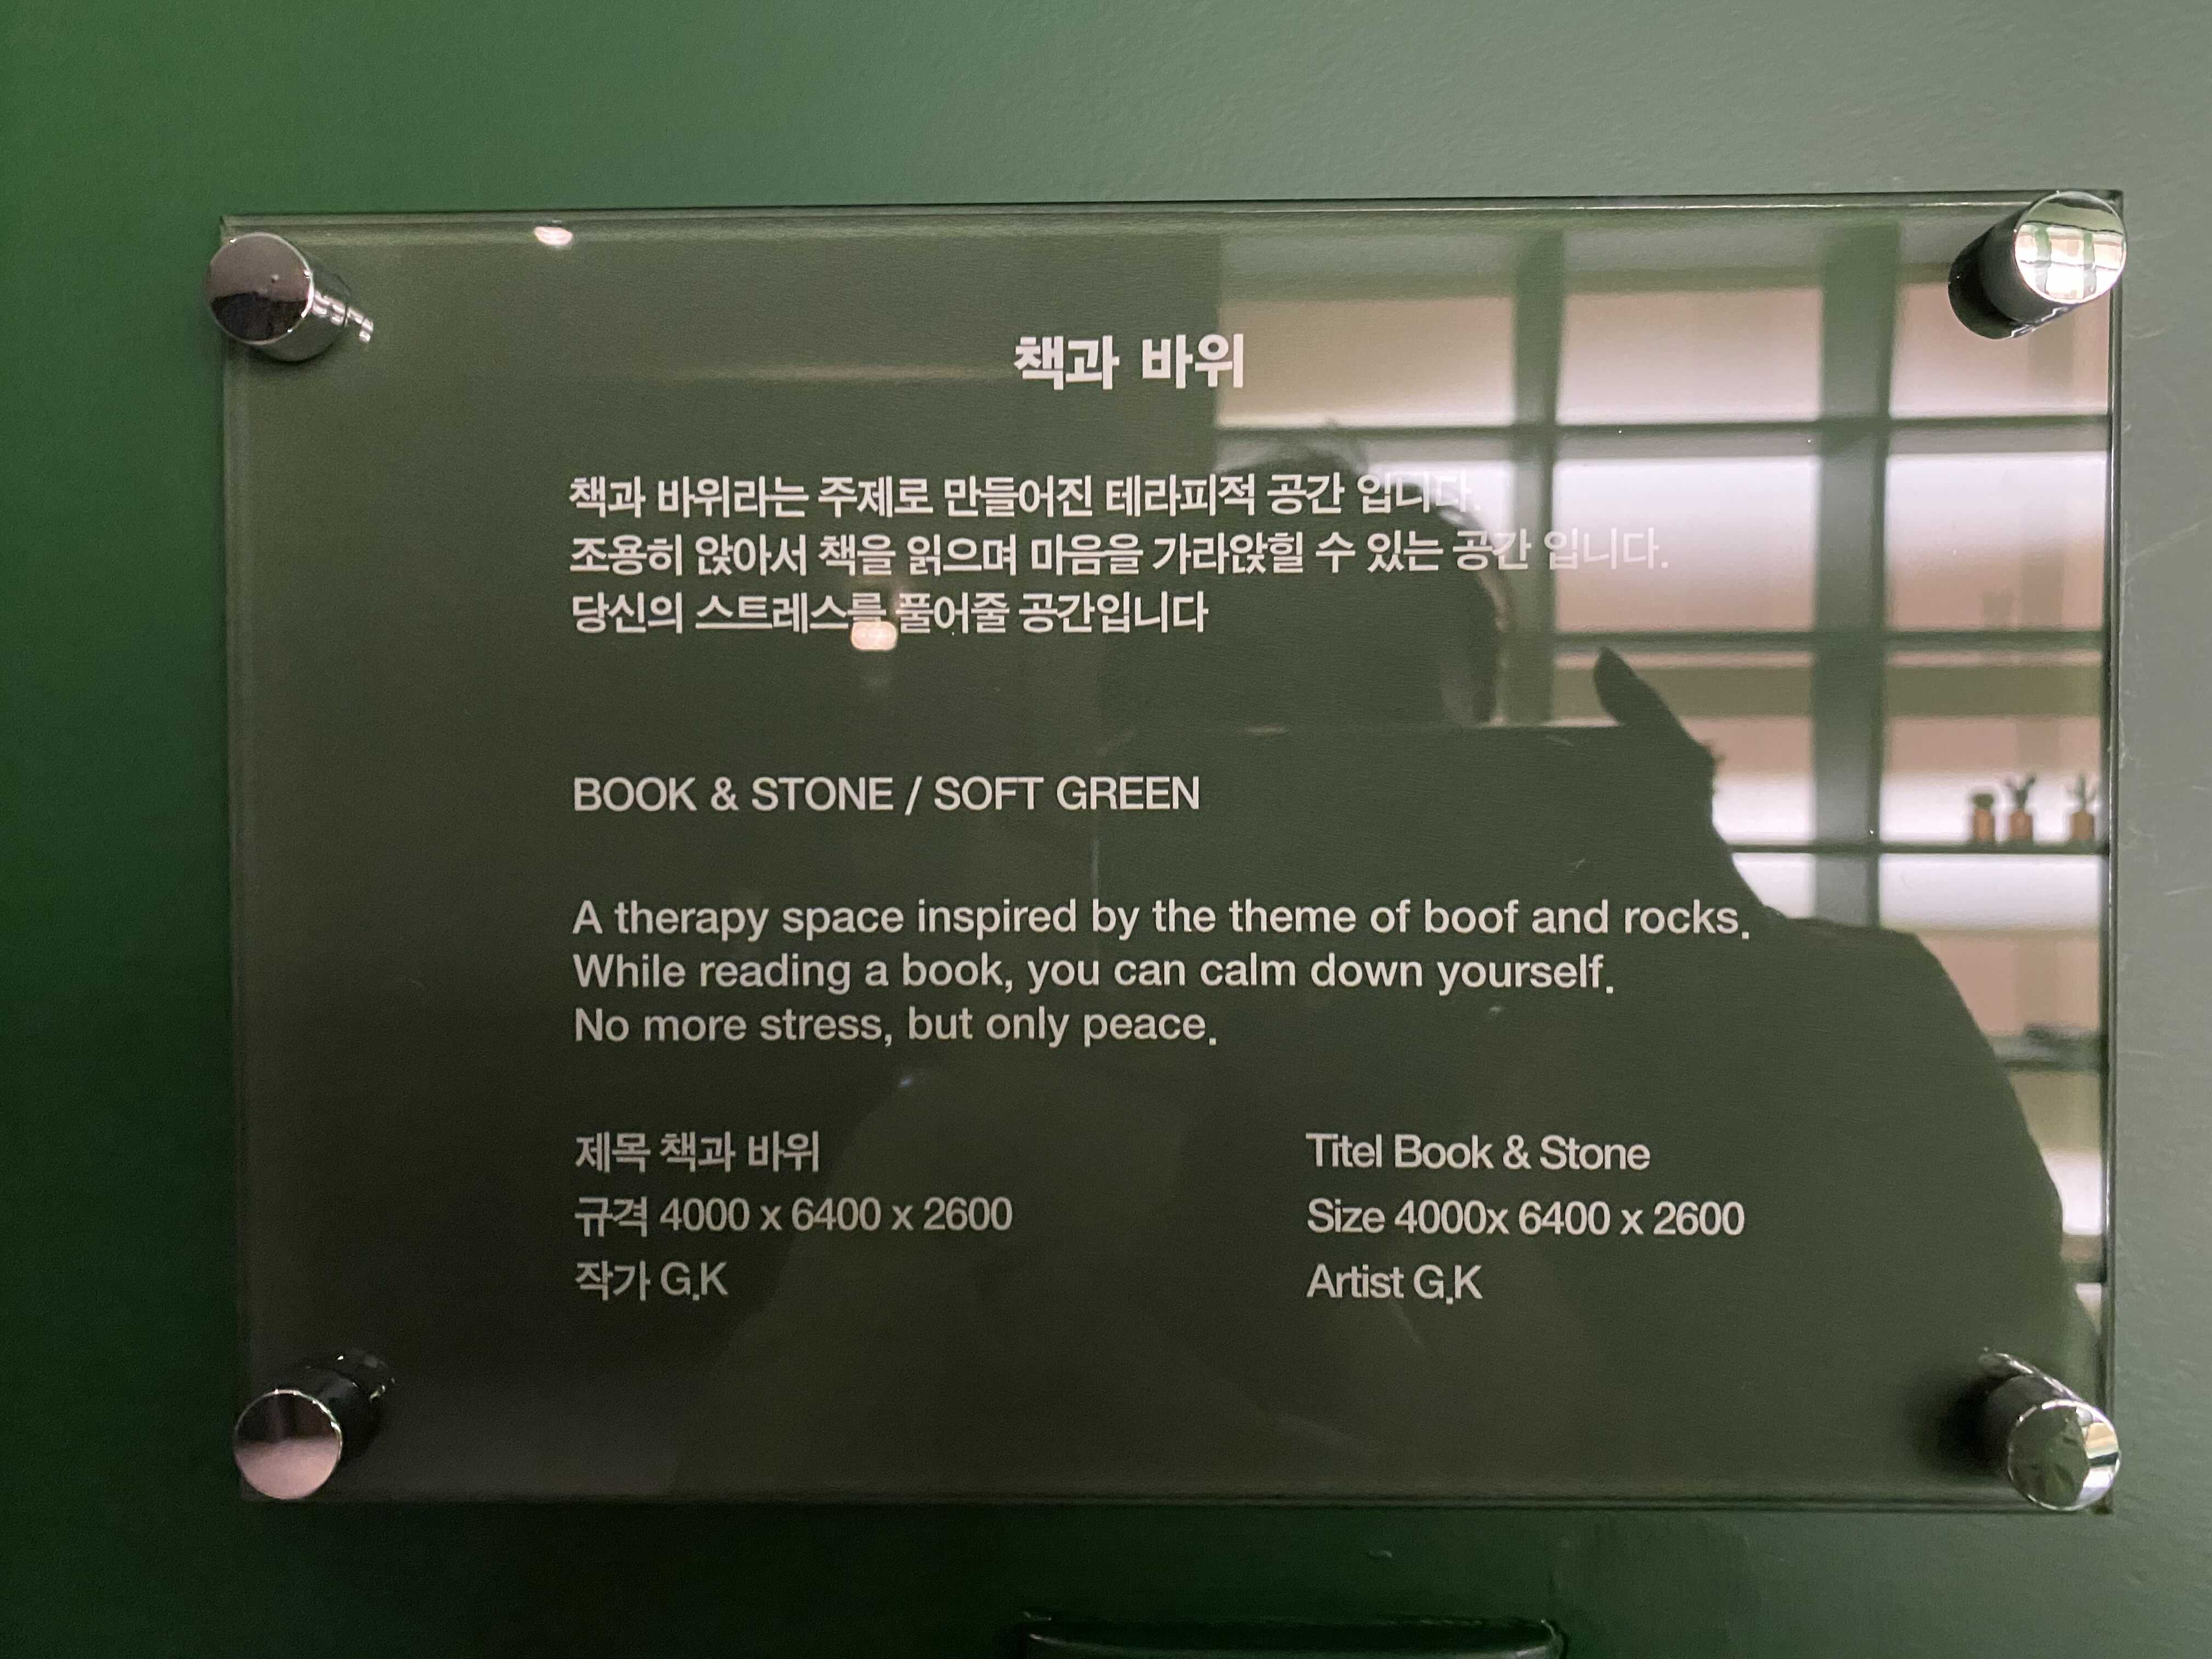 책과 바위
책과 바위라는 주제로 만들어진 테라피적 공간 입니다.
조용히 앉아서 책을 읽으며 마음을 가라앉힐 수 있는 공간 입니다.
당신의 스트레스를 풀어줄 공간입니다
BOOK & STONE / SOFT GREEN
A therapy space inspired by the theme of boof and rocks.
While reading a book, you can calm down yourself.
No more stress, but only peace.
제목 책과 바위
규격 4000 x 6400 x 2600
작가 G.K
Titel Book & Stone
Size 4000x 6400 x 2600
Artist G.K